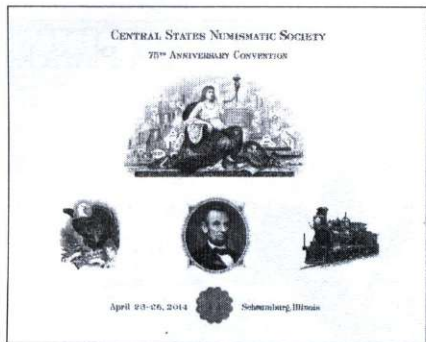 CENTRAL STATES NUMISMATIC SOCIETY
75TH ANNIVERSARY CONVENTION
April 23-26, 2014 Schaumburg, Illinois